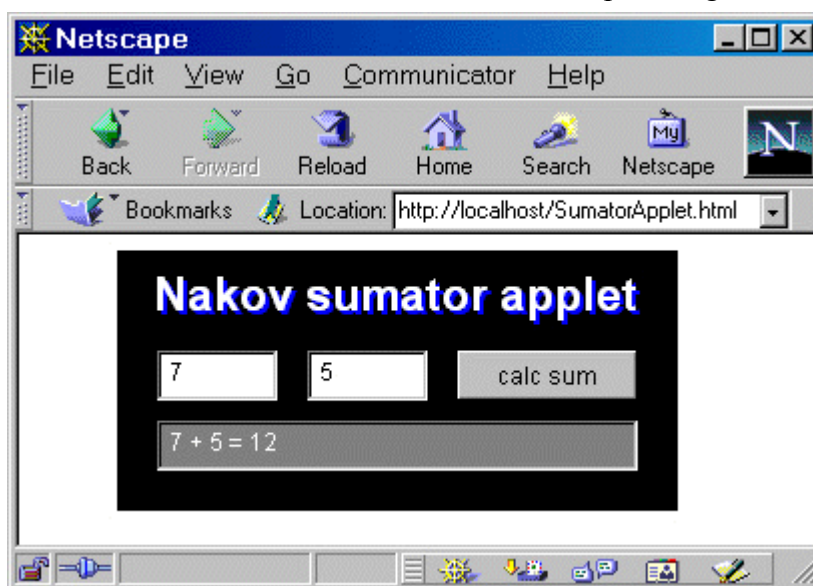 Netscape
File Edit View Go Communicator Help
My N
Back Forward Reload Home Search Netscape
Bookmarks Location: http://localhost/SumatorApplet.html
Nakov sumator applet
7 5 calc sum
7 + 5 = 12